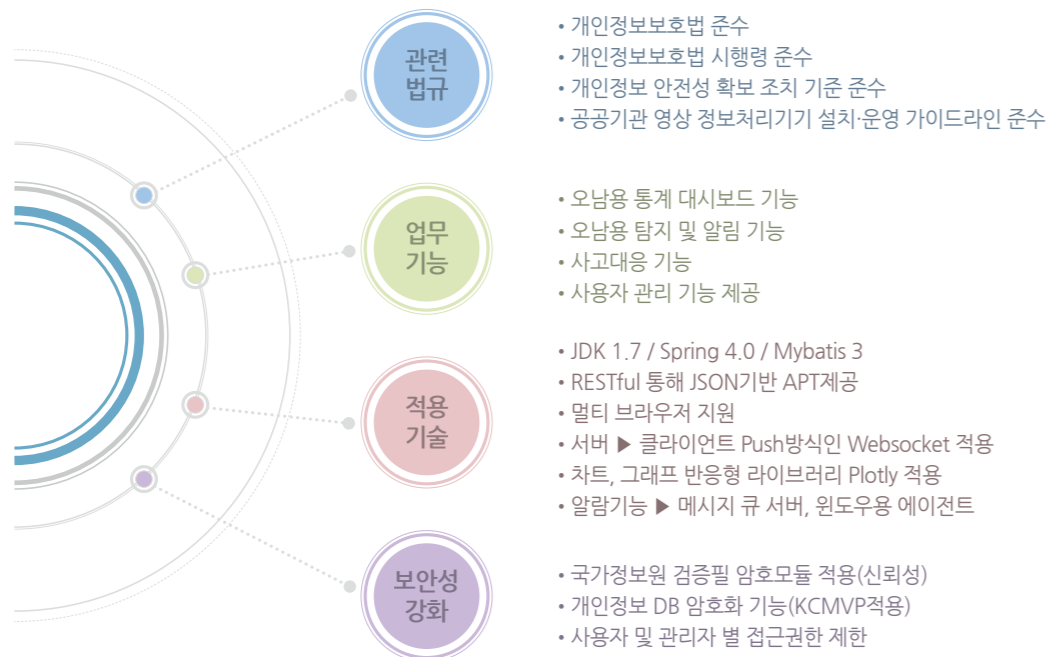 관련
법규
• 개인정보보호법 준수
• 개인정보보호법 시행령 준수
• 개인정보 안전성 확보 조치 기준 준수
• 공공기관 영상 정보처리기기 설치·운영 가이드라인 준수
업무
기능
• 오남용 통계 대시보드 기능
• 오남용 탐지 및 알림 기능
• 사고대응 기능
• 사용자 관리 기능 제공
적용
기술
• JDK 1.7 / Spring 4.0 / Mybatis 3
• RESTful 통해 JSON기반 APT제공
• 멀티 브라우저 지원
• 서버 ▶ 클라이언트 Push방식인 Websocket 적용
• 차트, 그래프 반응형 라이브러리 Plotly 적용
• 알람기능 ▶ 메시지 큐 서버, 윈도우용 에이전트
보안성
강화
• 국가정보원 검증필 암호모듈 적용(신뢰성)
• 개인정보 DB 암호화 기능(KCMVP적용)
• 사용자 및 관리자 별 접근권한 제한